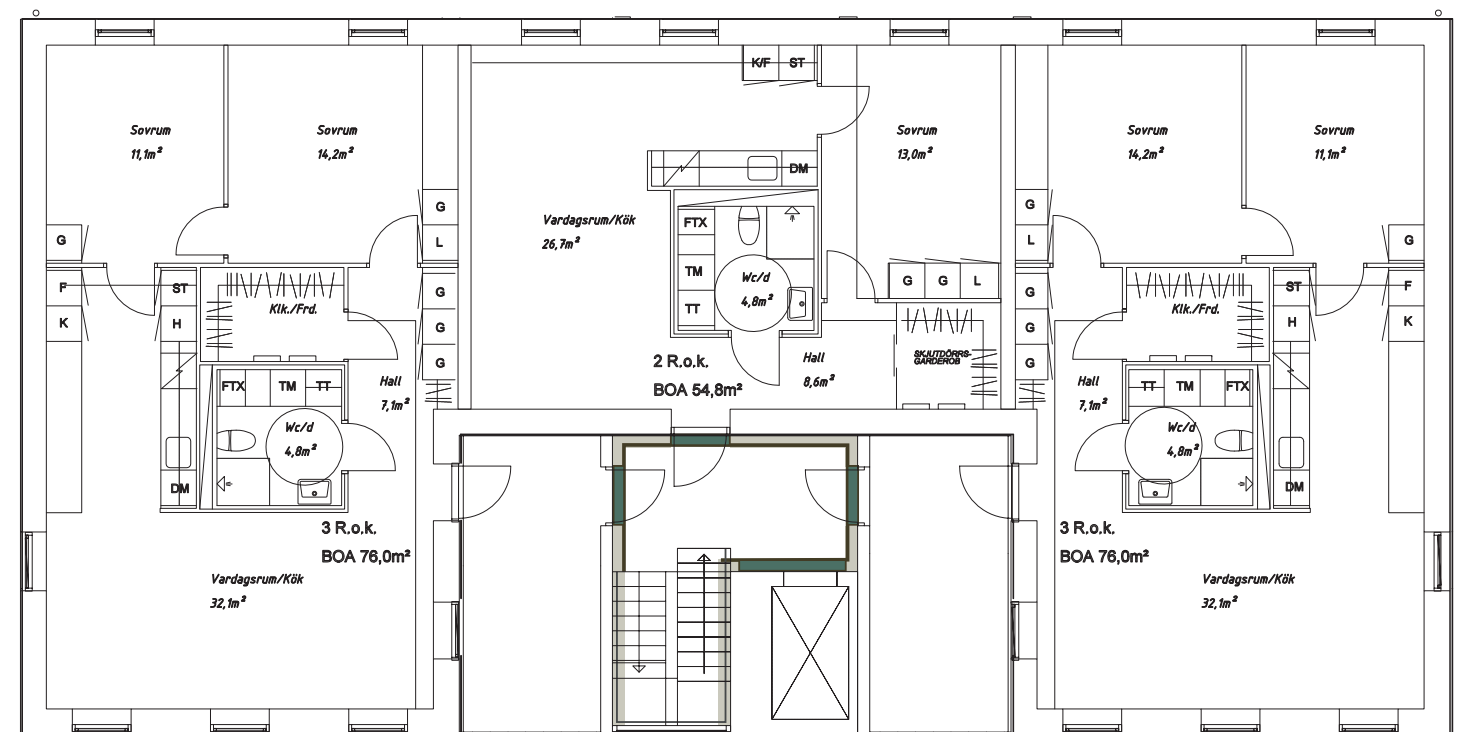 K/F ST
Sovrum
11,1m²
Sovrum
14,2m²
Sovrum
13,0m²
Sovrum
14,2m²
Sovrum
11,1m²
DM
G
L
G
Vardagsrum/Kök
26,7m²
FTX
TM
TT
Wc/d
4,8m²
G G L
G
L
G
F
K
ST
H
Klk./Frd.
G
G
G
Hall
7,1m²
FTX TM TT
Wc/d
4,8m²
DM
3 R.o.k.
BOA 76,0m²
Vardagsrum/Kök
32,1m²
2 R.o.k.
BOA 54,8m²
Hall
8,6m²
SKJUTDÖRRS-
GARDEROB
G
G
G
Klk./Frd.
ST
H
F
K
Hall
7,1m²
TT TM FTX
Wc/d
4,8m²
DM
3 R.o.k.
BOA 76,0m²
Vardagsrum/Kök
32,1m²